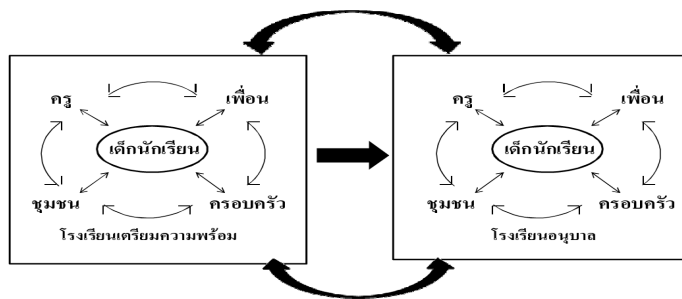 ครู
เพื่อน
เด็กนักเรียน
ชุมชน
ครอบครัว
โรงเรียนเตรียมความพร้อม
ครู
เพื่อน
เด็กนักเรียน
ชุมชน
ครอบครัว
โรงเรียนอนุบาล